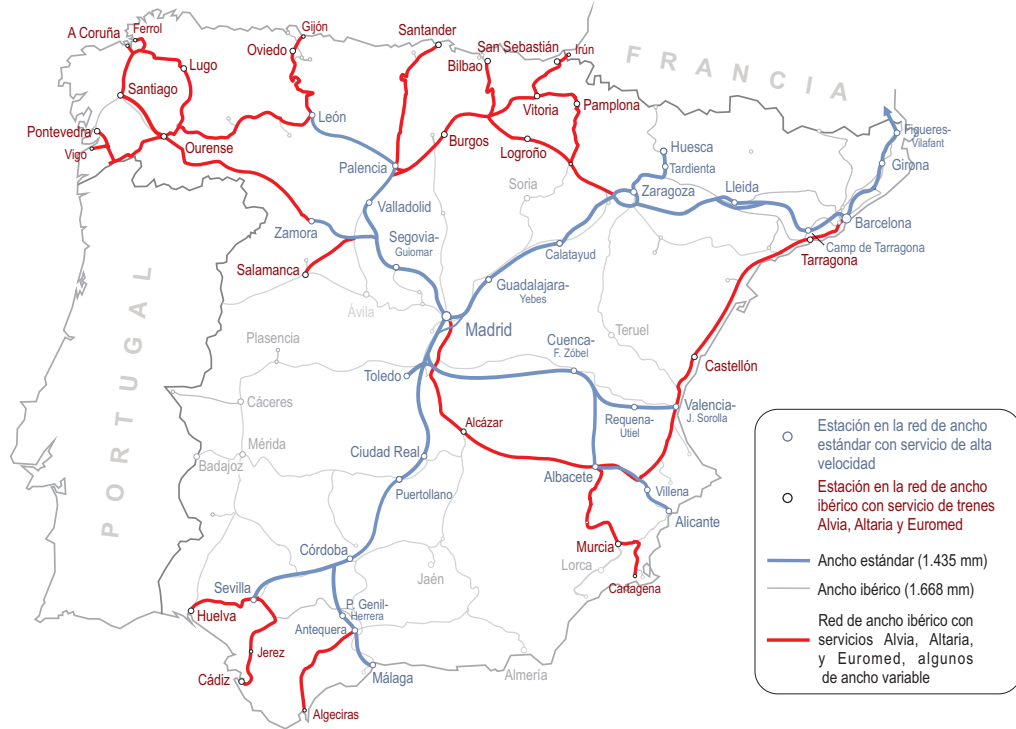 Gijón
Ferrol
A Coruña
Santander
Oviedo
San Sebastián
Irún
Bilbao
FRANCIA
Lugo
Santiago
Vitoria
Pamplona
León
Figueres-
Vilafant
Pontevedra
Vigo
Ourense
Burgos
Logroño
Huesca
Tardienta
Girona
Palencia
Soria
Zaragoza
Lleida
Valladolid
Barcelona
Zamora
Segovia-
Guiomar
Camp de Tarragona
Tarragona
Calatayud
Salamanca
Guadalajara-
Yebes
Ávila
Madrid
Teruel
Plasencia
Cuenca-
F. Zóbel
Castellón
Toledo
PORTUGAL
Cáceres
Valencia-
J. Sorolla
Requena-
Utiel
Alcázar
Mérida
Ciudad Real
Badajoz
Albacete
Puertollano
Villena
Alicante
Córdoba
Murcia
Lorca
Jaén
Cartagena
Sevilla
Huelva
P. Genil-
Herrera
Antequera
Jerez
Almería
Málaga
Cádiz
Algeciras
Estación en la red de ancho
estándar con servicio de alta
velocidad
Estación en la red de ancho
ibérico con servicio de trenes
Alvia, Altaria y Euromed
Ancho estándar (1.435 mm)
Ancho ibérico (1.668 mm)
Red de ancho ibérico con
servicios Alvia, Altaria,
y Euromed, algunos
de ancho variable